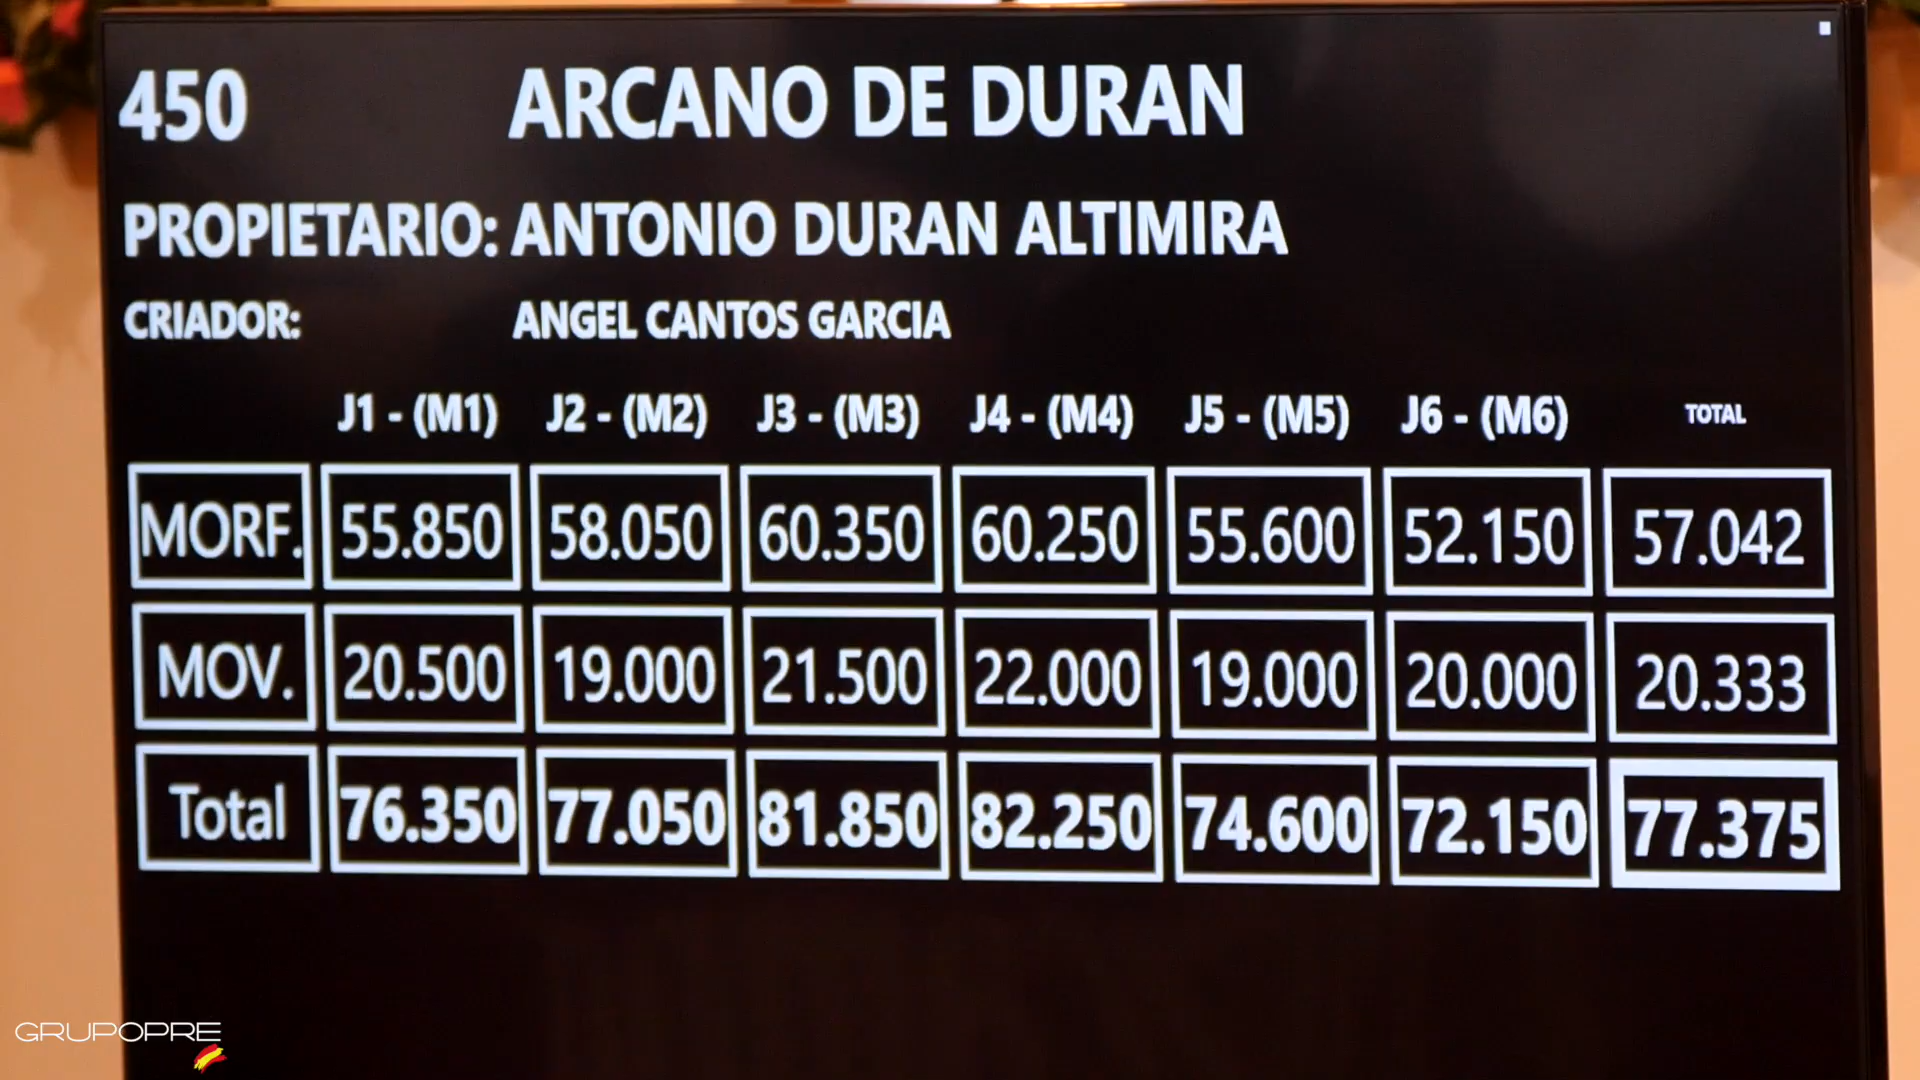 450 ARCANO DE DURAN
PROPIETARIO: ANTONIO DURAN ALTIMIRA
CRIADOR: ANGEL CANTOS GARCIA
J1 - (M1) J2 - (M2) J3 - (M3) J4 - (M4) J5 - (M5) J6 - (M6) TOTAL
MORF. 55.850 58.050 60.350 60.250 55.600 52.150 57.042
MOV. 20.500 19.000 21.500 22.000 19.000 20.000 20.333
Total 76.350 77.050 81.850 82.250 74.600 72.150 77.375
GRUPOPRE